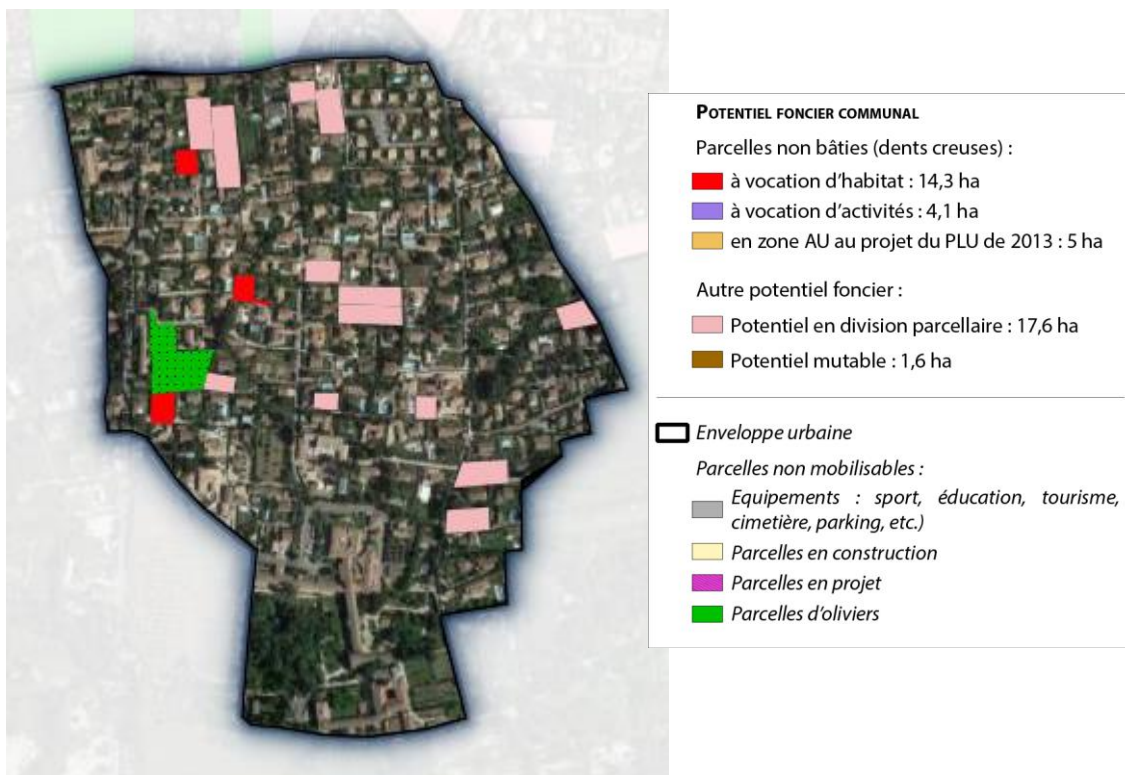 POTENTIEL FONCIER COMMUNAL
Parcelles non bâties (dents creuses) :
à vocation d'habitat : 14,3 ha
à vocation d'activités : 4,1 ha
en zone AU au projet du PLU de 2013 : 5 ha
Autre potentiel foncier :
Potentiel en division parcellaire : 17,6 ha
Potentiel mutable : 1,6 ha
Enveloppe urbaine
Parcelles non mobilisables :
Equipements : sport, éducation, tourisme,
cimetière, parking, etc.)
Parcelles en construction
Parcelles en projet
Parcelles d'oliviers